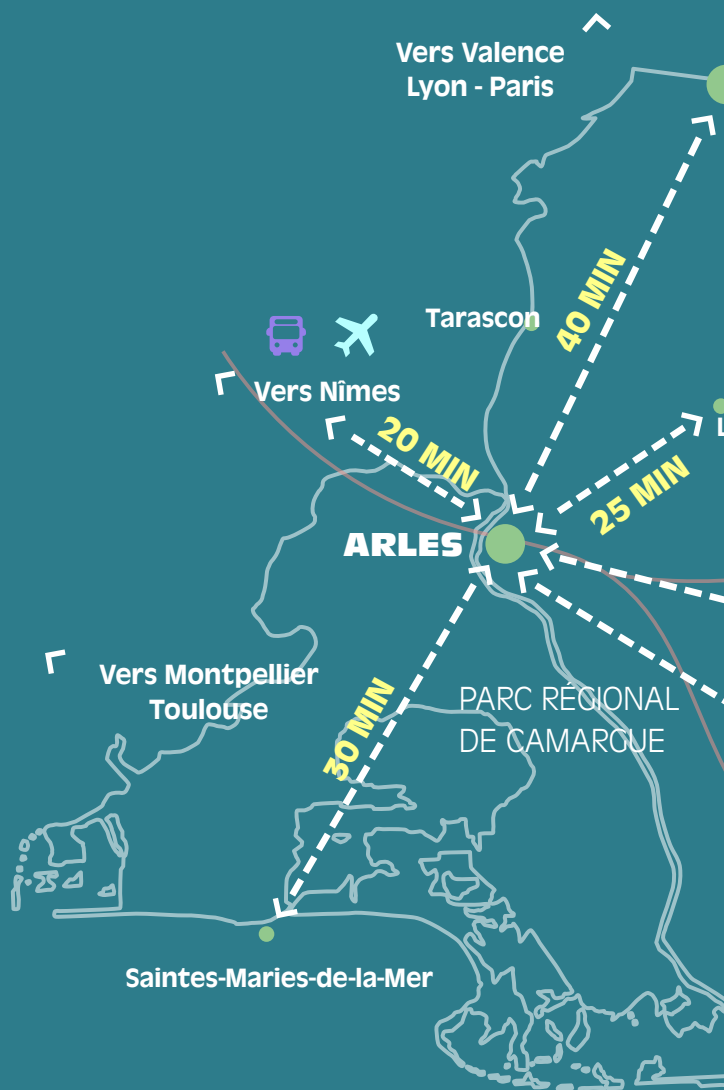 Vers Valence
Lyon - Paris
40 MIN
Tarascon
Vers Nîmes
20 MIN
L
25 MIN
ARLES
Vers Montpellier
Toulouse
30 MIN
PARC RÉGIONAL
DE CAMARGUE
Saintes-Maries-de-la-Mer